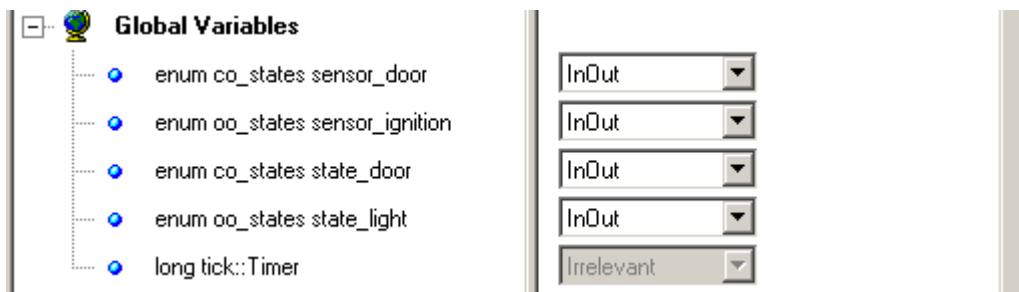 Global Variables
enum co_states sensor_door InOut
enum oo_states sensor_ignition InOut
enum co_states state_door InOut
enum oo_states state_light InOut
long tick::Timer Irrelevant